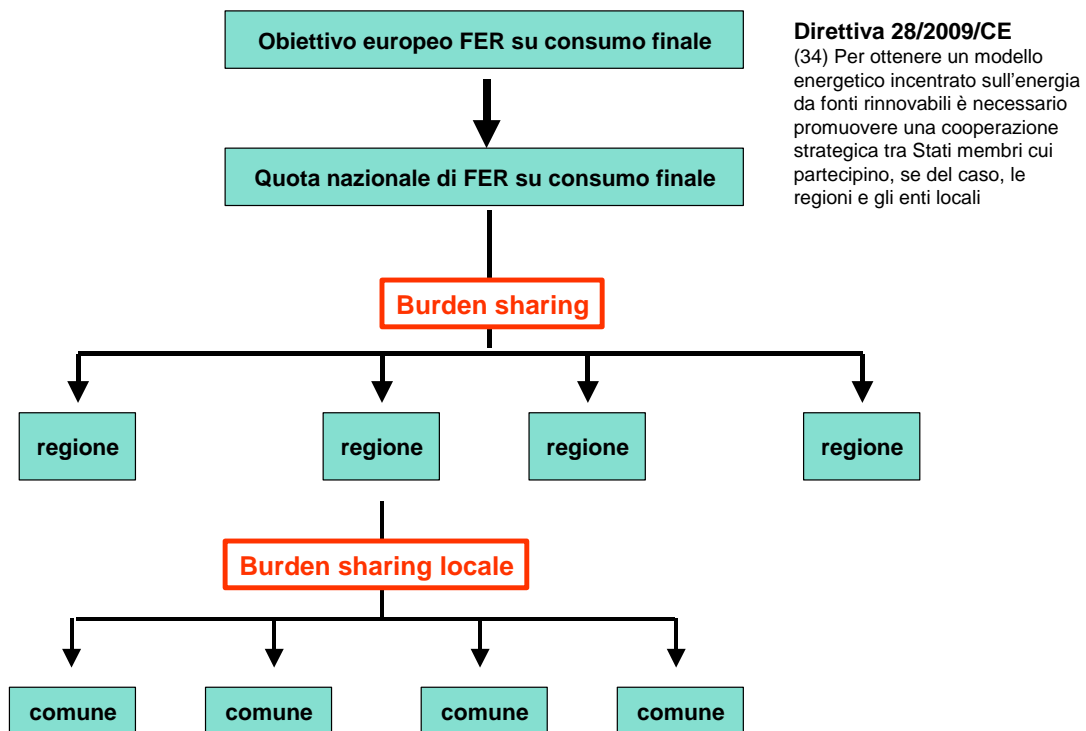 Obiettivo europeo FER su consumo finale
Direttiva 28/2009/CE
(34) Per ottenere un modello
energetico incentrato sull'energia
da fonti rinnovabili è necessario
promuovere una cooperazione
strategica tra Stati membri cui
partecipino, se del caso, le
regioni e gli enti locali
Quota nazionale di FER su consumo finale
Burden sharing
regione
regione
regione
regione
Burden sharing locale
comune
comune
comune
comune